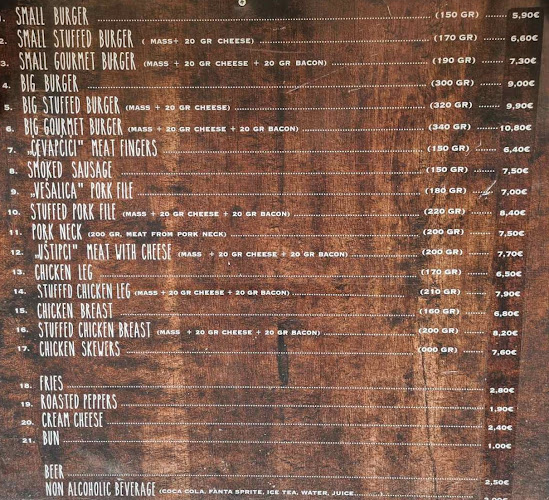 1. SMALL BURGER (150 GR) 5,90€
2. SMALL STUFFED BURGER ( MASS+ 20 GR CHEESE) (170 GR) 6,60€
3. SMALL GOURMET BURGER (MASS + 20 GR CHEESE + 20 GR BACON) (190 GR) 7,30€
4. BIG BURGER (300 GR) 9,00€
5. BIG STUFFED BURGER (MASS + 20 GR CHEESE) (320 GR) 9,90€
6. BIG GOURMET BURGER (MASS + 20 GR CHEESE + 20 GR BACON) (340 GR) 10,80€
7. „ĆEVAPČIĆI" MEAT FINGERS (150 GR) 6,40€
8. SMOKED SAUSAGE (150 GR) 7,50€
9. „VEŠALICA" PORK FILE (180 GR) 7,00€
10. STUFFED PORK FILE (MASS + 20 GR CHEESE + 20 GR BACON) (220 GR) 8,40€
11. PORK NECK (200 GR, MEAT FROM PORK NECK) (200 GR) 7,50€
12. „UŠTIPCI" MEAT WITH CHEESE (MASS + 20 GR CHEESE + 20 GR BACON) (200 GR) 7,70€
13. CHICKEN LEG (170 GR) 6,50€
14. STUFFED CHICKEN LEG (MASS + 20 GR CHEESE + 20 GR BACON) (210 GR) 7,90€
15. CHICKEN BREAST (160 GR) 6,80€
16. STUFFED CHICKEN BREAST (MASS + 20 GR CHEESE + 20 GR BACON) (200 GR) 8,20€
17. CHICKEN SKEWERS (000 GR) 7,60€
18. FRIES 2,80€
19. ROASTED PEPPERS 1,90€
20. CREAM CHEESE 2,40€
21. BUN 1,00€
BEER 2,50€
NON ALCOHOLIC BEVERAGE (COCA COLA, FANTA SPRITE, ICE TEA, WATER, JUICE